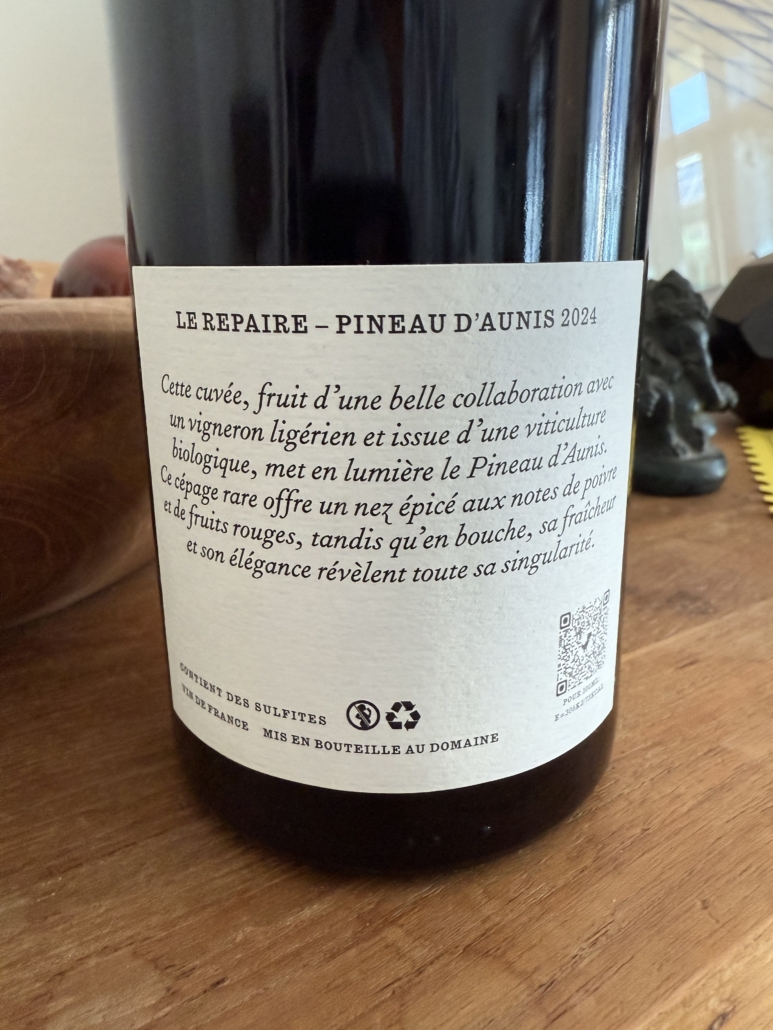 LE REPAIRE – PINEAU D'AUNIS 2024
Cette cuvée, fruit d'une belle collaboration avec
un vigneron ligérien et issue d'une viticulture
biologique, met en lumière le Pineau d'Aunis.
Ce cépage rare offre un nez épicé aux notes de poivre
et de fruits rouges, tandis qu'en bouche, sa fraîcheur
et son élégance révèlent toute sa singularité.
CONTIENT DES SULFITES
VIN DE FRANCE MIS EN BOUTEILLE AU DOMAINE
POUR 100ML: